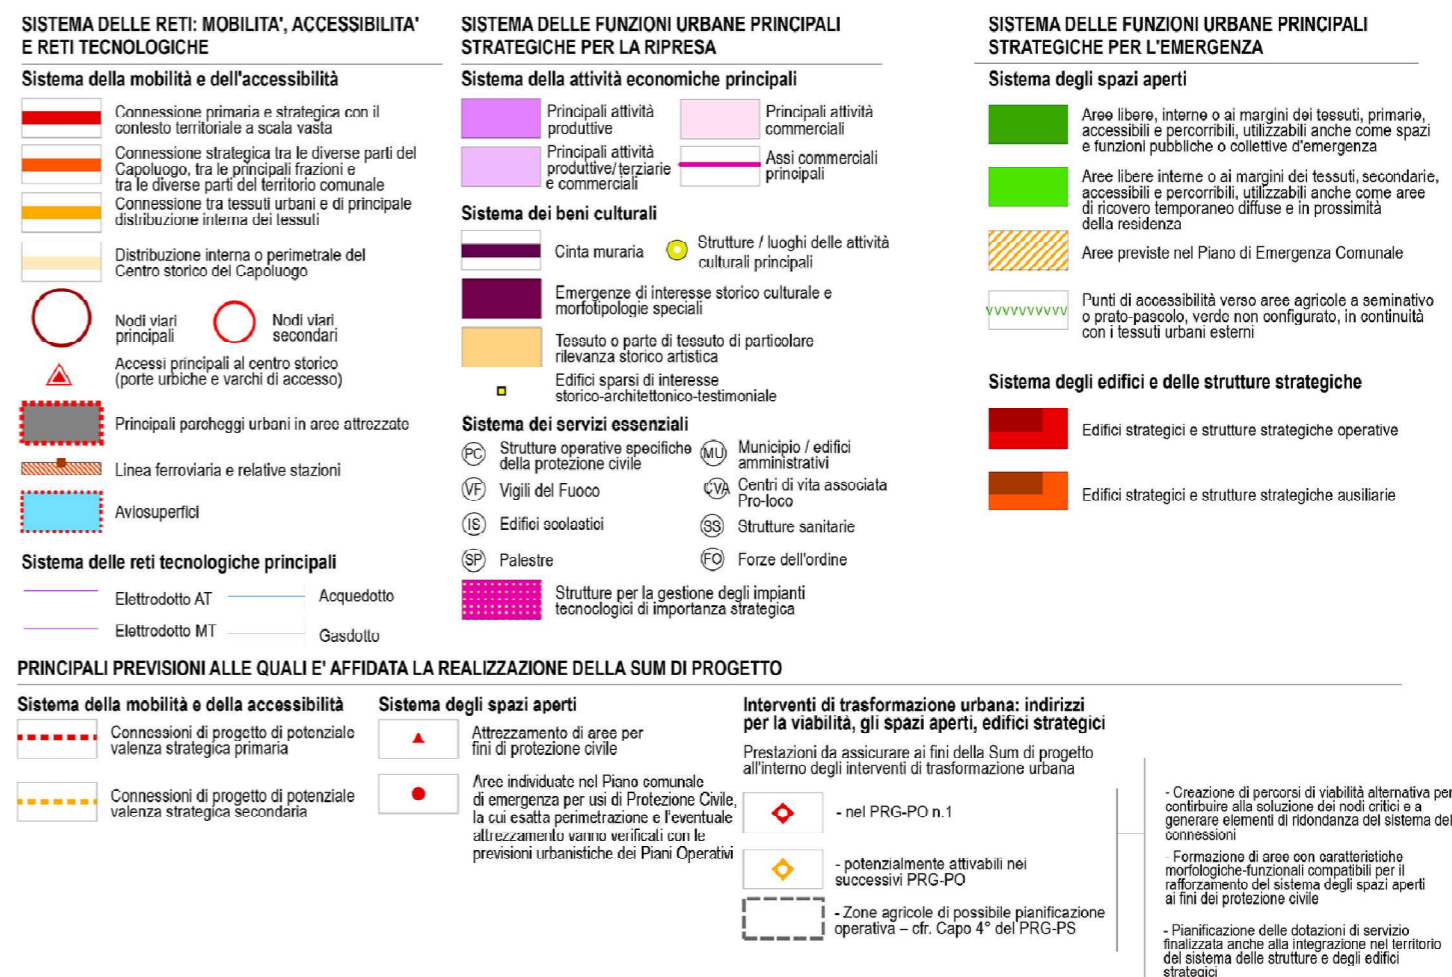 SISTEMA DELLE RETI: MOBILITA', ACCESSIBILITA'
E RETI TECNOLOGICHE
Sistema della mobilità e dell'accessibilità
Connessione primaria e strategica con il
contesto territoriale a scala vasta
Connessione strategica tra le diverse parti del
Capoluogo, tra le principali frazioni e
tra le diverse parti del territorio comunale
Connessione tra tessuti urbani e di principale
distribuzione interna dei tessuti
Distribuzione interna o perimetrale del
Centro storico del Capoluogo
Nodi viari
principali
Nodi viari
secondari
Accessi principali al centro storico
(porte urbiche e varchi di accesso)
Principali parcheggi urbani in aree attrezzate
Linea ferroviaria e relative stazioni
Aviosuperfici
Sistema delle reti tecnologiche principali
Elettrodotto AT
Acquedotto
Elettrodotto MT
Gasdotto
SISTEMA DELLE FUNZIONI URBANE PRINCIPALI
STRATEGICHE PER LA RIPRESA
Sistema della attività economiche principali
Principali attività
produttive
Principali attività
commerciali
Principali attività
produttive/terziarie
e commerciali
Assi commerciali
principali
Sistema dei beni culturali
Cinta muraria
Strutture / luoghi delle attività
culturali principali
Emergenze di interesse storico culturale e
morfotipologie speciali
Tessuto o parte di tessuto di particolare
rilevanza storico artistica
Edifici sparsi di interesse
storico-architettonico-testimoniale
Sistema dei servizi essenziali
PC Strutture operative specifiche
della protezione civile
MU Municipio / edifici
amministrativi
VF Vigili del Fuoco
CVA Centri di vita associata
Pro-loco
IS Edifici scolastici
SS Strutture sanitarie
SP Palestre
FO Forze dell'ordine
Strutture per la gestione degli impianti
tecnoclogici di importanza strategica
SISTEMA DELLE FUNZIONI URBANE PRINCIPALI
STRATEGICHE PER L'EMERGENZA
Sistema degli spazi aperti
Aree libere, interne o ai margini dei tessuti, primarie,
accessibili e percorribili, utilizzabili anche come spazi
e funzioni pubbliche o collettive d'emergenza
Aree libere interne o ai margini dei tessuti, secondarie,
accessibili e percorribili, utilizzabili anche come aree
di ricovero temporaneo diffuse e in prossimità
della residenza
Aree previste nel Piano di Emergenza Comunale
Punti di accessibilità verso aree agricole a seminativo
o prato-pascolo, verde non configurato, in continuità
con i tessuti urbani esterni
Sistema degli edifici e delle strutture strategiche
Edifici strategici e strutture strategiche operative
Edifici strategici e strutture strategiche ausiliarie
PRINCIPALI PREVISIONI ALLE QUALI E' AFFIDATA LA REALIZZAZIONE DELLA SUM DI PROGETTO
Sistema della mobilità e della accessibilità
Connessioni di progetto di potenziale
valenza strategica primaria
Connessioni di progetto di potenziale
valenza strategica secondaria
Sistema degli spazi aperti
Attrezzamento di aree per
fini di protezione civile
Aree individuate nel Piano comunale
di emergenza per usi di Protezione Civile,
la cui esatta perimetrazione e l'eventuale
attrezzamento vanno verificati con le
previsioni urbanistiche dei Piani Operativi
Interventi di trasformazione urbana: indirizzi
per la viabilità, gli spazi aperti, edifici strategici
Prestazioni da assicurare ai fini della Sum di progetto
all'interno degli interventi di trasformazione urbana
- nel PRG-PO n.1
- potenzialmente attivabili nei
successivi PRG-PO
- Zone agricole di possibile pianificazione
operativa – cfr. Capo 4° del PRG-PS
- Creazione di percorsi di viabilità alternativa per
contirbuire alla soluzione dei nodi critici e a
generare elementi di ridondanza del sistema del
connessioni
- Formazione di aree con caratteristiche
morfologiche-funzionali compatibili per il
rafforzamento del sistema degli spazi aperti
ai fini dei protezione civile
- Pianificazione delle dotazioni di servizio
finalizzata anche alla integrazione nel territorio
del sistema delle strutture e degli edifici
strategici